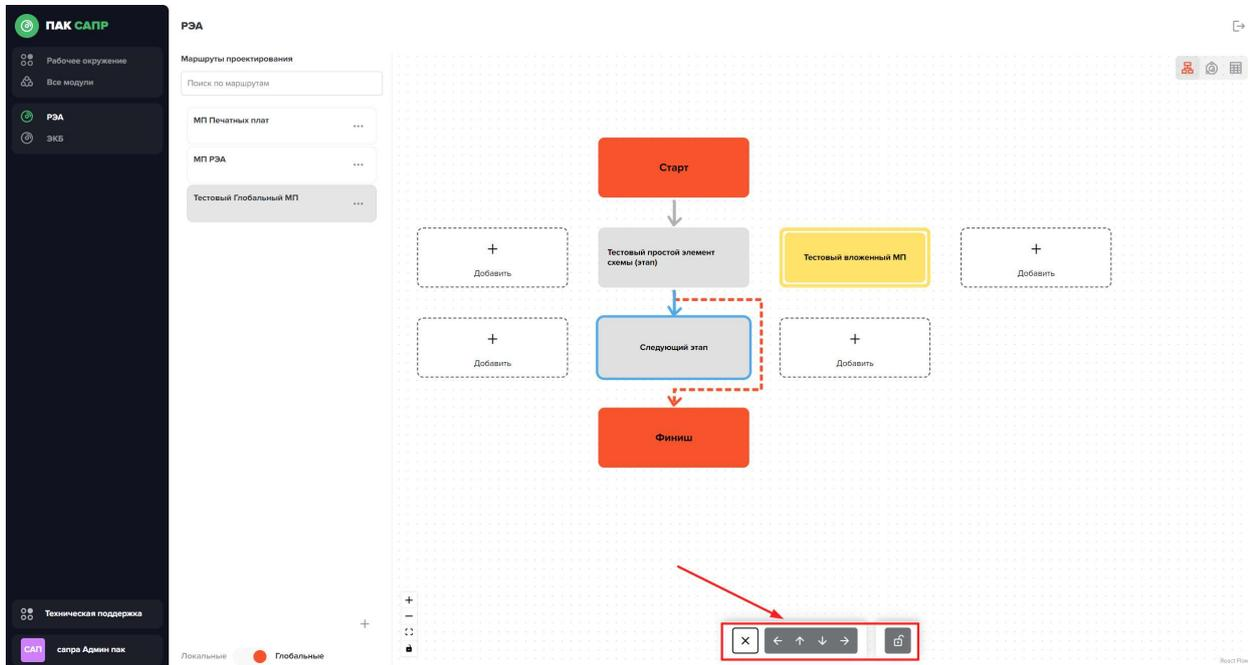 ПАК САПР
Рабочее окружение
Все модули
РЭА
ЭКБ
Техническая поддержка
САП
сапра Админ пак
РЭА
Маршруты проектирования
Поиск по маршрутам
МП Печатных плат
МП РЭА
Тестовый Глобальный МП
Локальные
Глобальные
Старт
Добавить
Тестовый простой элемент
схемы (этап)
Тестовый вложенный МП
Добавить
Добавить
Следующий этап
Добавить
Финиш
React Flow